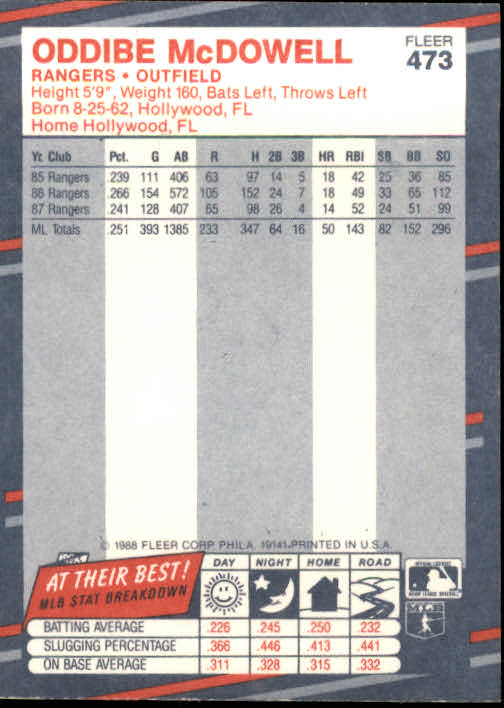 ODDIBE McDOWELL
FLEER
473
RANGERS • OUTFIELD
Height 5'9", Weight 160, Bats Left, Throws Left
Born 8-25-62, Hollywood, FL
Home Hollywood, FL
Yr. Club Pct. G AB R H 2B 3B HR RBI SB BB SO
85 Rangers .239 111 406 63 97 14 5 18 42 25 36 85
86 Rangers .266 154 572 105 152 24 7 18 49 33 65 112
87 Rangers .241 128 407 65 98 26 4 14 52 24 51 99
ML Totals .251 393 1385 233 347 64 16 50 143 82 152 296
© 1988 FLEER CORP. PHILA. 19141-PRINTED IN U.S.A.
AT THEIR BEST!
MLB STAT BREAKDOWN
DAY NIGHT HOME ROAD
BATTING AVERAGE .226 .245 .250 .232
SLUGGING PERCENTAGE .366 .446 .413 .441
ON BASE AVERAGE .311 .328 .315 .332